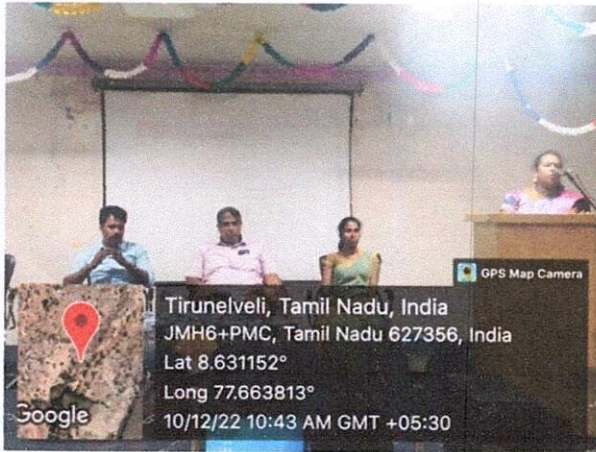 GPS Map Camera
Tirunelveli, Tamil Nadu, India
JMH6+PMC, Tamil Nadu 627356, India
Lat 8.631152°
Long 77.663813°
10/12/22 10:43 AM GMT +05:30
Google